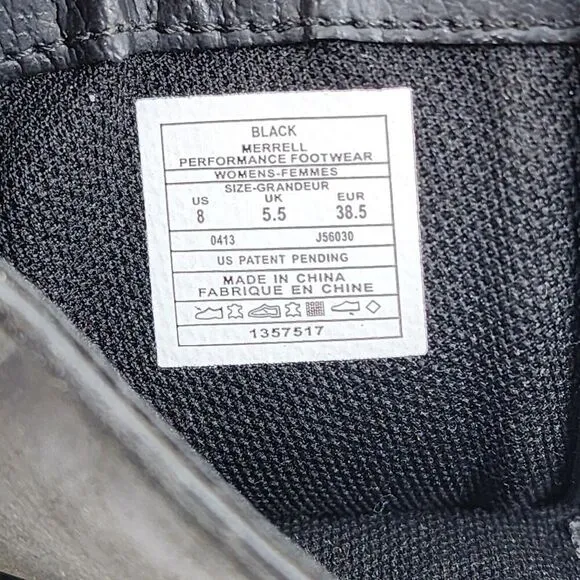 BLACK
MERRELL
PERFORMANCE FOOTWEAR
WOMENS-FEMMES
SIZE-GRANDEUR
US UK EUR
8 5.5 38.5
0413 J56030
US PATENT PENDING
MADE IN CHINA
FABRIQUE EN CHINE
1357517